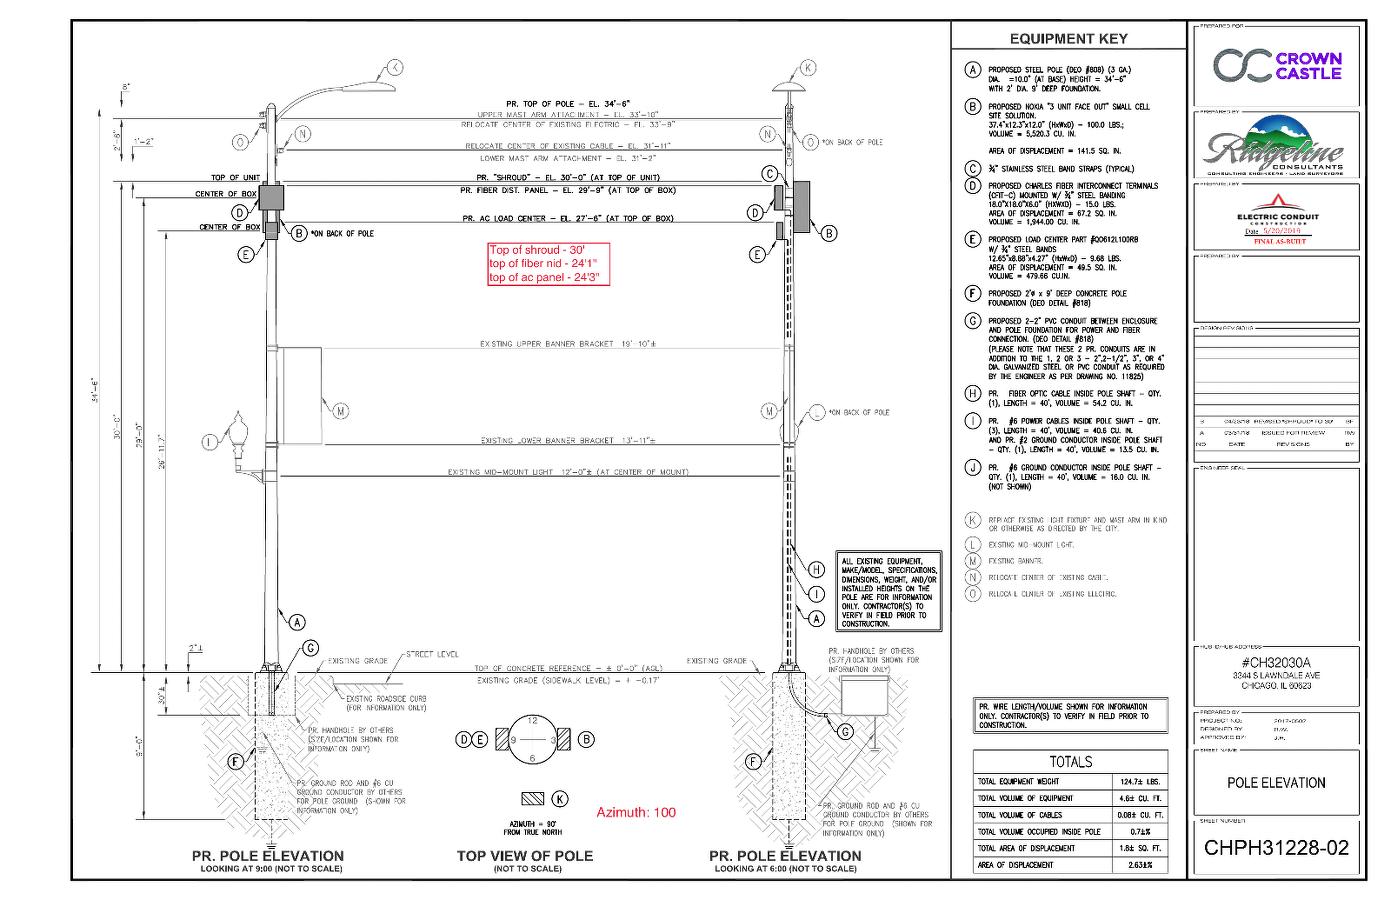 K
PR. TOP OF POLE – EL. 34'-6"
UPPER MAST ARM ATTACHMENT – EL. 33'-10"
RELOCATE CENTER OF EXISTING ELECTRIC – EL. 33'-9"
K
6"
2'-6"
1'-2"
O
N
RELOCATE CENTER OF EXISTING CABLE – EL. 31'-11"
LOWER MAST ARM ATTACHMENT – EL. 31'-2"
N
O
*ON BACK OF POLE
TOP OF UNIT
PR. "SHROUD" – EL. 30'-0" (AT TOP OF UNIT)
C
CENTER OF BOX
PR. FIBER DIST. PANEL – EL. 29'-9" (AT TOP OF BOX)
D
D
PR. AC LOAD CENTER – EL. 27'-6" (AT TOP OF BOX)
CENTER OF BOX
B
*ON BACK OF POLE
B
E
E
Top of shroud - 30'
top of fiber nid - 24'1"
top of ac panel - 24'3"
EXISTING UPPER BANNER BRACKET 19'-10"±
34'-6"
30'-0"
29'-0"
26'-11.7"
M
M
L
*ON BACK OF POLE
I
EXISTING LOWER BANNER BRACKET 13'-11"±
EXISTING MID-MOUNT LIGHT 12'-0"± (AT CENTER OF MOUNT)
H
I
A
A
ALL EXISTING EQUIPMENT,
MAKE/MODEL, SPECIFICATIONS,
DIMENSIONS, WEIGHT, AND/OR
INSTALLED HEIGHTS ON THE
POLE ARE FOR INFORMATION
ONLY. CONTRACTOR(S) TO
VERIFY IN FIELD PRIOR TO
CONSTRUCTION.
2"±
G
EXISTING GRADE
STREET LEVEL
TOP OF CONCRETE REFERENCE – ± 0'-0" (AGL)
EXISTING GRADE (SIDEWALK LEVEL) – ± -0.17'
EXISTING GRADE
PR. HANDHOLE BY OTHERS
(SIZE/LOCATION SHOWN FOR
INFORMATION ONLY)
30"±
EXISTING ROADSIDE CURB
(FOR INFORMATION ONLY)
PR. HANDHOLE BY OTHERS
(SIZE/LOCATION SHOWN FOR
INFORMATION ONLY)
9'-0"
F
PR. GROUND ROD AND #6 CU
GROUND CONDUCTOR BY OTHERS
FOR POLE GROUND (SHOWN FOR
INFORMATION ONLY)
D E
12
9 3
6
B
K
AZIMUTH = 90°
FROM TRUE NORTH
Azimuth: 100
G
F
PR. GROUND ROD AND #6 CU
GROUND CONDUCTOR BY OTHERS
FOR POLE GROUND (SHOWN FOR
INFORMATION ONLY)
PR. POLE ELEVATION
LOOKING AT 9:00 (NOT TO SCALE)
TOP VIEW OF POLE
(NOT TO SCALE)
PR. POLE ELEVATION
LOOKING AT 6:00 (NOT TO SCALE)
EQUIPMENT KEY
A PROPOSED STEEL POLE (DEO #808) (3 GA.)
DIA. =10.0" (AT BASE) HEIGHT = 34'-6"
WITH 2' DIA. 9' DEEP FOUNDATION.
B PROPOSED NOKIA "3 UNIT FACE OUT" SMALL CELL
SITE SOLUTION.
37.4"x12.3"x12.0" (HxWxD) – 100.0 LBS.;
VOLUME = 5,520.3 CU. IN.
AREA OF DISPLACEMENT = 141.5 SQ. IN.
C ¾" STAINLESS STEEL BAND STRAPS (TYPICAL)
D PROPOSED CHARLES FIBER INTERCONNECT TERMINALS
(CFIT-C) MOUNTED W/ ¾" STEEL BANDING
18.0"X18.0"X6.0" (HXWXD) – 15.0 LBS.
AREA OF DISPLACEMENT = 67.2 SQ. IN.
VOLUME = 1,944.00 CU. IN.
E PROPOSED LOAD CENTER PART #QO612L100RB
W/ ¾" STEEL BANDS
12.65"x8.88"x4.27" (HxWxD) – 9.68 LBS.
AREA OF DISPLACEMENT = 49.5 SQ. IN.
VOLUME = 479.66 CU.IN.
F PROPOSED 2'ø x 9' DEEP CONCRETE POLE
FOUNDATION (DEO DETAIL #818)
G PROPOSED 2-2" PVC CONDUIT BETWEEN ENCLOSURE
AND POLE FOUNDATION FOR POWER AND FIBER
CONNECTION. (DEO DETAIL #818)
(PLEASE NOTE THAT THESE 2 PR. CONDUITS ARE IN
ADDITION TO THE 1, 2 OR 3 – 2",2-1/2", 3", OR 4"
DIA. GALVANIZED STEEL OR PVC CONDUIT AS REQUIRED
BY THE ENGINEER AS PER DRAWING NO. 11825)
H PR. FIBER OPTIC CABLE INSIDE POLE SHAFT – QTY.
(1), LENGTH = 40', VOLUME = 54.2 CU. IN.
I PR. #6 POWER CABLES INSIDE POLE SHAFT – QTY.
(3), LENGTH = 40', VOLUME = 40.6 CU. IN.
AND PR. #2 GROUND CONDUCTOR INSIDE POLE SHAFT
– QTY. (1), LENGTH = 40', VOLUME = 13.5 CU. IN.
J PR. #6 GROUND CONDUCTOR INSIDE POLE SHAFT –
QTY. (1), LENGTH = 40', VOLUME = 16.0 CU. IN.
(NOT SHOWN)
K REPLACE EXISTING LIGHT FIXTURE AND MAST ARM IN KIND
OR OTHERWISE AS DIRECTED BY THE CITY.
L EXISTING MID-MOUNT LIGHT.
M EXISTING BANNER.
N RELOCATE CENTER OF EXISTING CABLE.
O RELOCATE CENTER OF EXISTING ELECTRIC.
PR. WIRE LENGTH/VOLUME SHOWN FOR INFORMATION
ONLY. CONTRACTOR(S) TO VERIFY IN FIELD PRIOR TO
CONSTRUCTION.
TOTALS
TOTAL EQUIPMENT WEIGHT 124.7± LBS.
TOTAL VOLUME OF EQUIPMENT 4.6± CU. FT.
TOTAL VOLUME OF CABLES 0.08± CU. FT.
TOTAL VOLUME OCCUPIED INSIDE POLE 0.7±%
TOTAL AREA OF DISPLACEMENT 1.8± SQ. FT.
AREA OF DISPLACEMENT 2.63±%
PREPARED FOR
CROWN
CASTLE
PREPARED BY
Ridgeline
CONSULTANTS
CONSULTING ENGINEERS • LAND SURVEYORS
PREPARED BY
ELECTRIC CONDUIT
CONSTRUCTION
Date 5/20/2019
FINAL AS-BUILT
PREPARED BY
DESIGN REVISIONS
B 04/23/18 REVISED "SHROUD" TO 30'
A 03/31/18 ISSUED FOR REVIEW
NO DATE REVISIONS BY
ENGINEER SEAL
HUB ID/HUB ADDRESS
#CH32030A
3344 S LAWNDALE AVE
CHICAGO, IL 60623
PREPARED BY
PROJECT NO.:
DESIGNED BY:
APPROVED BY:
SHEET NAME
POLE ELEVATION
SHEET NUMBER
CHPH31228-02